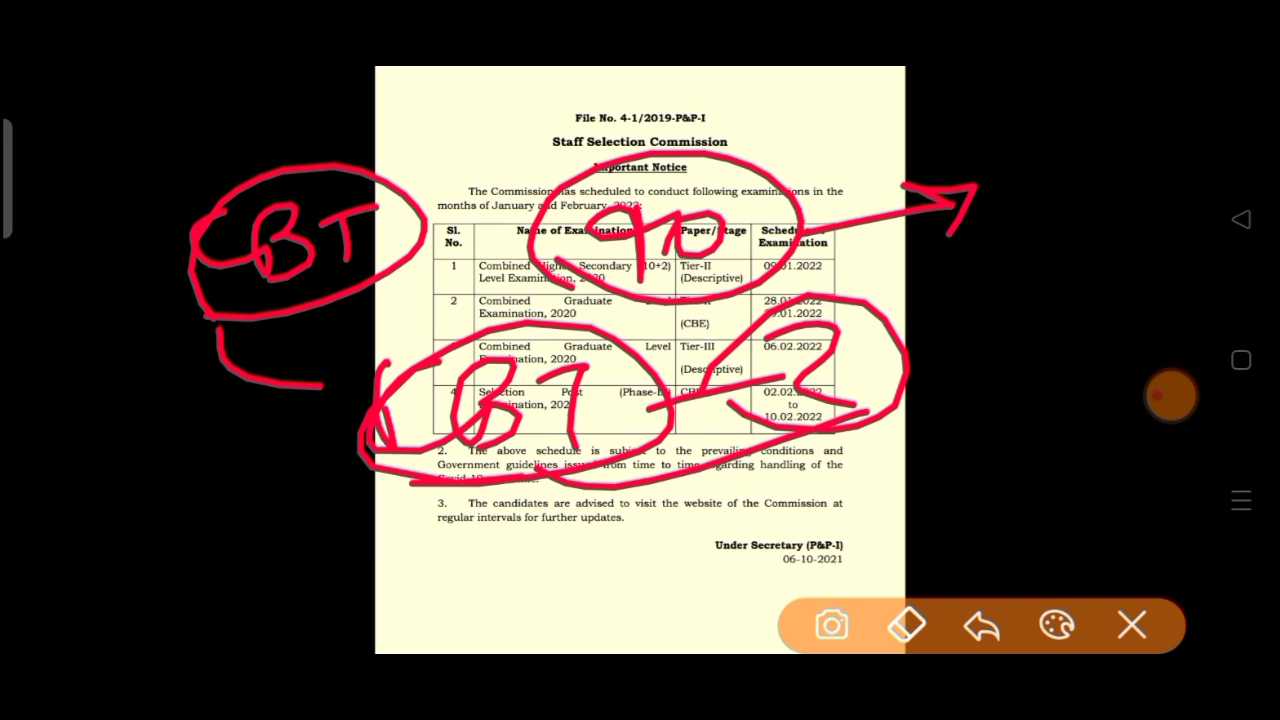 File No. 4-1/2019-P&P-I
Staff Selection Commission
Important Notice
The Commission has scheduled to conduct following examinations in the
months of January and February, 2022:
CBT
90
Sl. No.
Name of Examination
Paper/Stage
Examination
1
Combined Higher Secondary (10+2)
Level Examination, 2020
Tier-II
(Descriptive)
09.01.2022
2
Combined Graduate
Examination, 2020
(CBE)
28.01.2022
29.01.2022
Combined Graduate Level
Examination, 2020
Tier-III
(Descriptive)
06.02.2022
2
4
Selection Post
Examination,
02.02.2022
to
10.02.2022
CBT
2. The above schedule is subject to the prevailing conditions and
Government guidelines issued from time to time regarding handling of the
3. The candidates are advised to visit the website of the Commission at
regular intervals for further updates.
Under Secretary (P&P-I)
06-10-2021